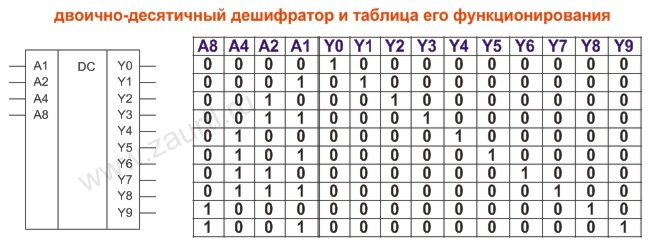 двоично-десятичный дешифратор и таблица его функционирования
A1 DC Y0
A2 Y1
A4 Y2
A8 Y3
Y4
Y5
Y6
Y7
Y8
Y9
A8 A4 A2 A1 Y0 Y1 Y2 Y3 Y4 Y5 Y6 Y7 Y8 Y9
0 0 0 0 1 0 0 0 0 0 0 0 0 0
0 0 0 1 0 1 0 0 0 0 0 0 0 0
0 0 1 0 0 0 1 0 0 0 0 0 0 0
0 0 1 1 0 0 0 1 0 0 0 0 0 0
0 1 0 0 0 0 0 0 1 0 0 0 0 0
0 1 0 1 0 0 0 0 0 1 0 0 0 0
0 1 1 0 0 0 0 0 0 0 1 0 0 0
0 1 1 1 0 0 0 0 0 0 0 1 0 0
1 0 0 0 0 0 0 0 0 0 0 0 1 0
1 0 0 1 0 0 0 0 0 0 0 0 0 1